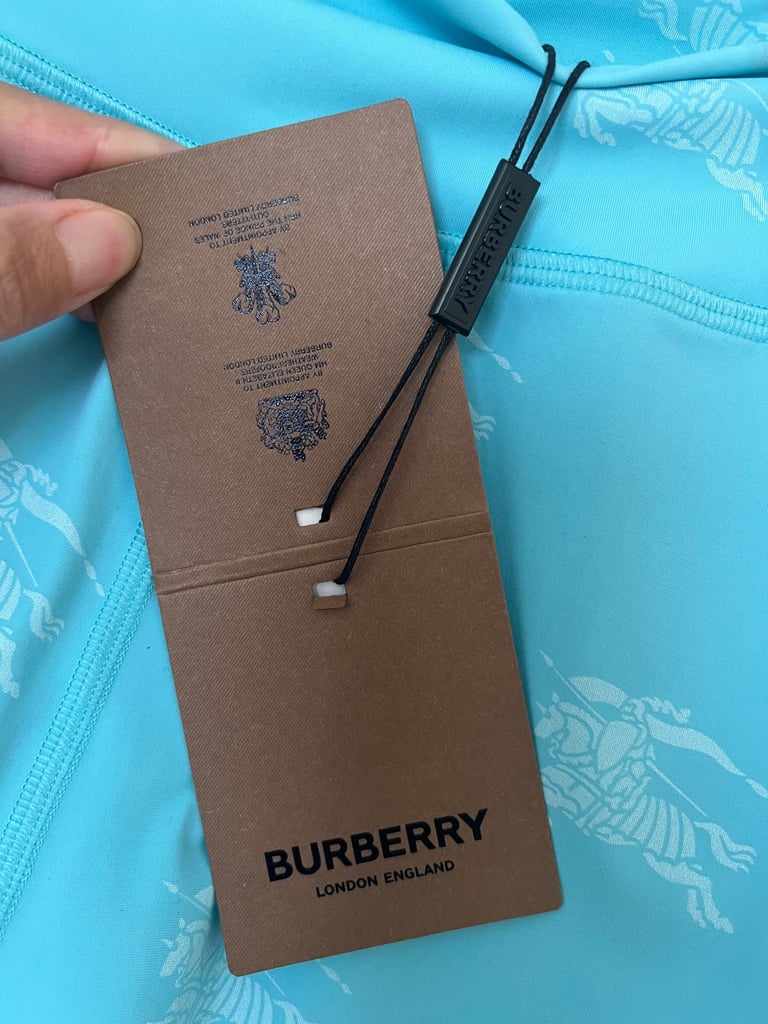 BY APPOINTMENT TO
HRH THE PRINCE OF WALES
OUTFITTERS
BURBERRY LIMITED LONDON
BY APPOINTMENT TO
HM QUEEN ELIZABETH II
WEATHERPROOFERS
BURBERRY LIMITED LONDON
BURBERRY
BURBERRY
LONDON ENGLAND